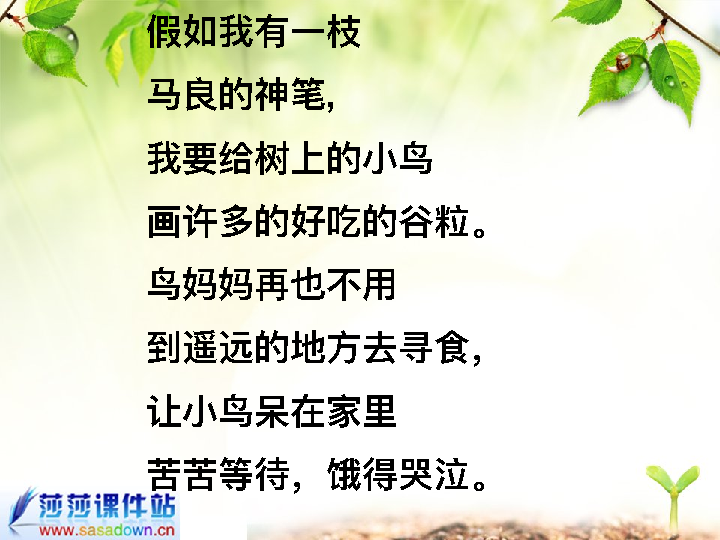 假如我有一枝
马良的神笔，
我要给树上的小鸟
画许多的好吃的谷粒。
鸟妈妈再也不用
到遥远的地方去寻食，
让小鸟呆在家里
苦苦等待，饿得哭泣。
莎莎课件站
www.sasadown.cn